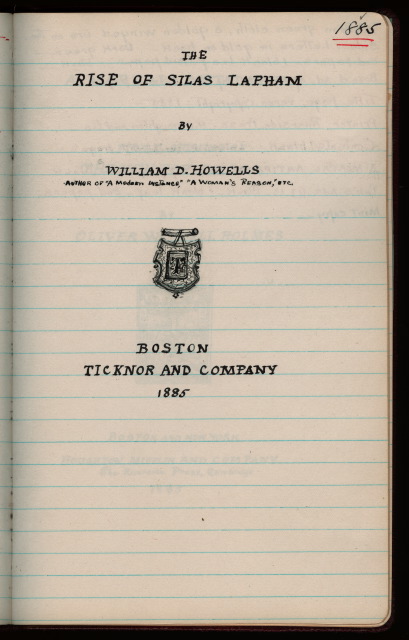 1885
THE
RISE OF SILAS LAPHAM
BY
WILLIAM D. HOWELLS
AUTHOR OF "A MODERN INSTANCE," "A WOMAN'S REASON," ETC.
T
BOSTON
TICKNOR AND COMPANY
1885